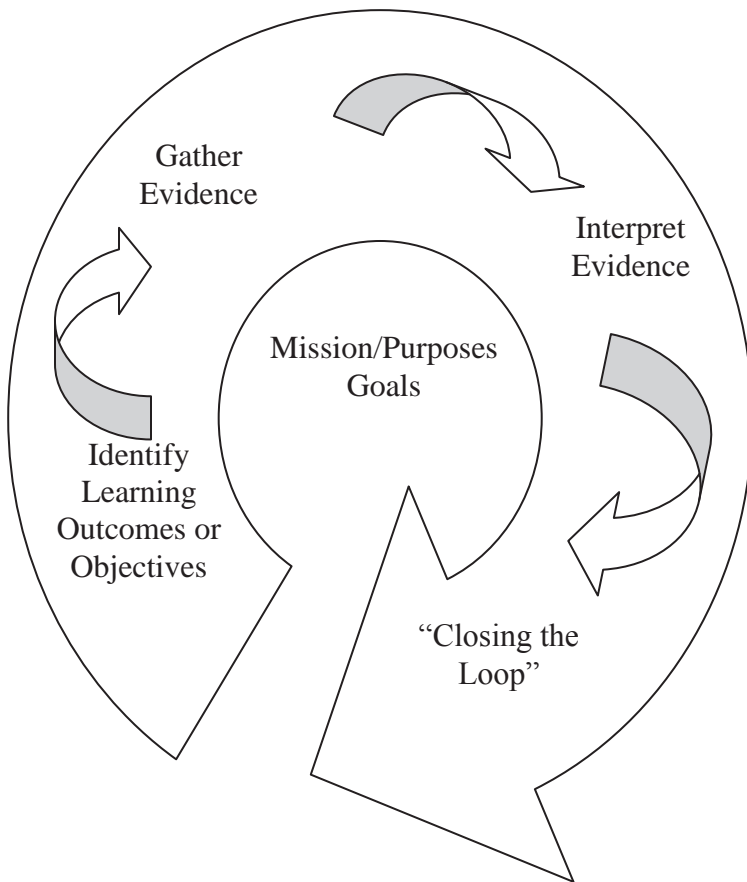 Gather
Evidence
Interpret
Evidence
Mission/Purposes
Goals
Identify
Learning
Outcomes or
Objectives
“Closing the
Loop”